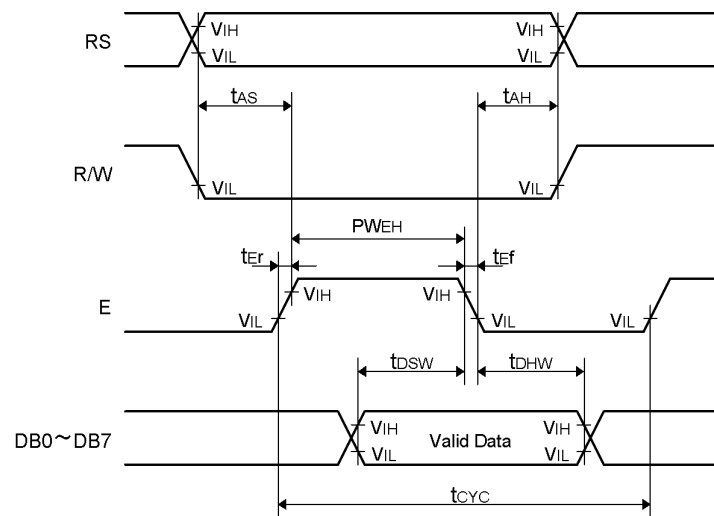 RS
VIH
VIH
VIL
VIL
tAS
tAH
R/W
VIL
VIL
PWEH
tEr
tEf
E
VIH
VIH
VIL
VIL
VIL
tDSW
tDHW
DB0～DB7
VIH
Valid Data
VIH
VIL
VIL
tCYC